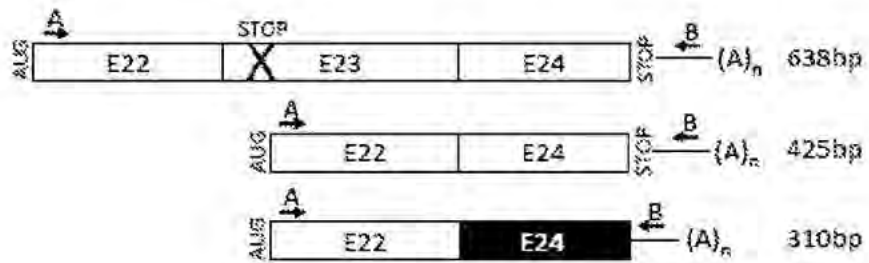 A STOP
AUG E22 E23 E24 STOP B (A)n 638bp
A
AUG E22 E24 STOP B (A)n 425bp
A
AUG E22 E24 B (A)n 310bp